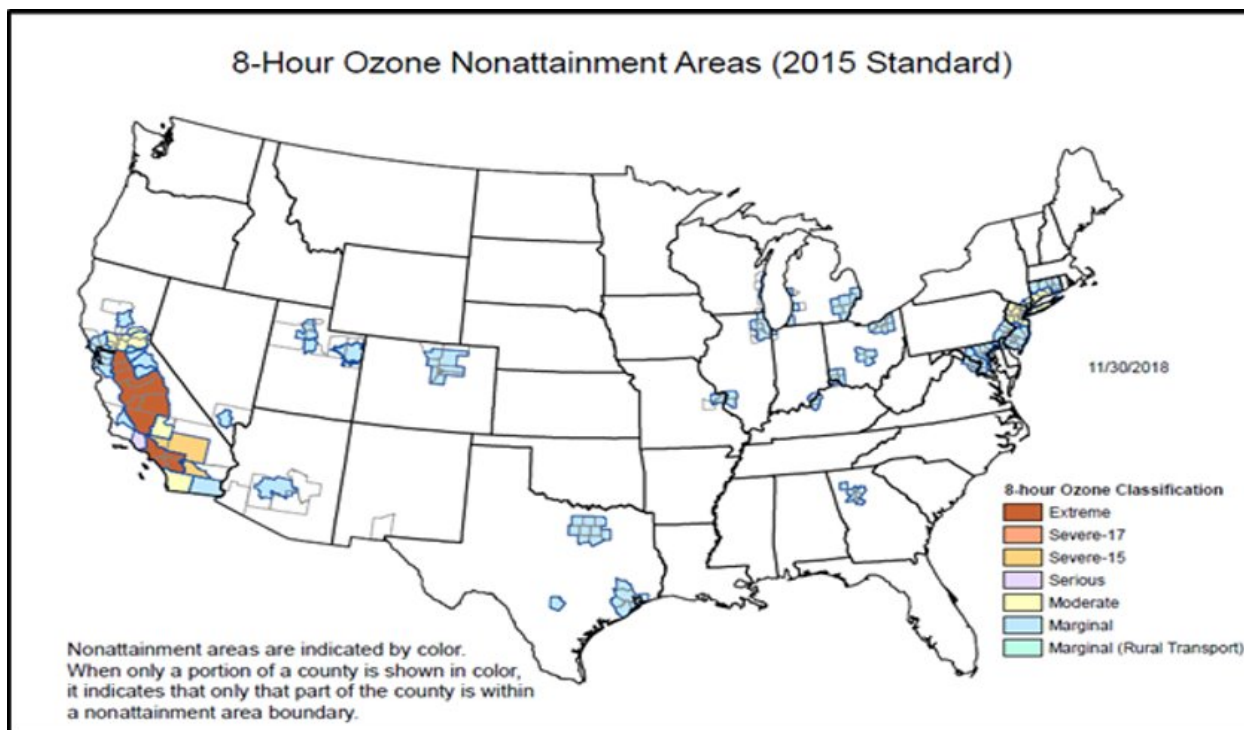 8-Hour Ozone Nonattainment Areas (2015 Standard)
11/30/2018
8-hour Ozone Classification
Extreme
Severe-17
Severe-15
Serious
Moderate
Marginal
Marginal (Rural Transport)
Nonattainment areas are indicated by color.
When only a portion of a county is shown in color,
it indicates that only that part of the county is within
a nonattainment area boundary.